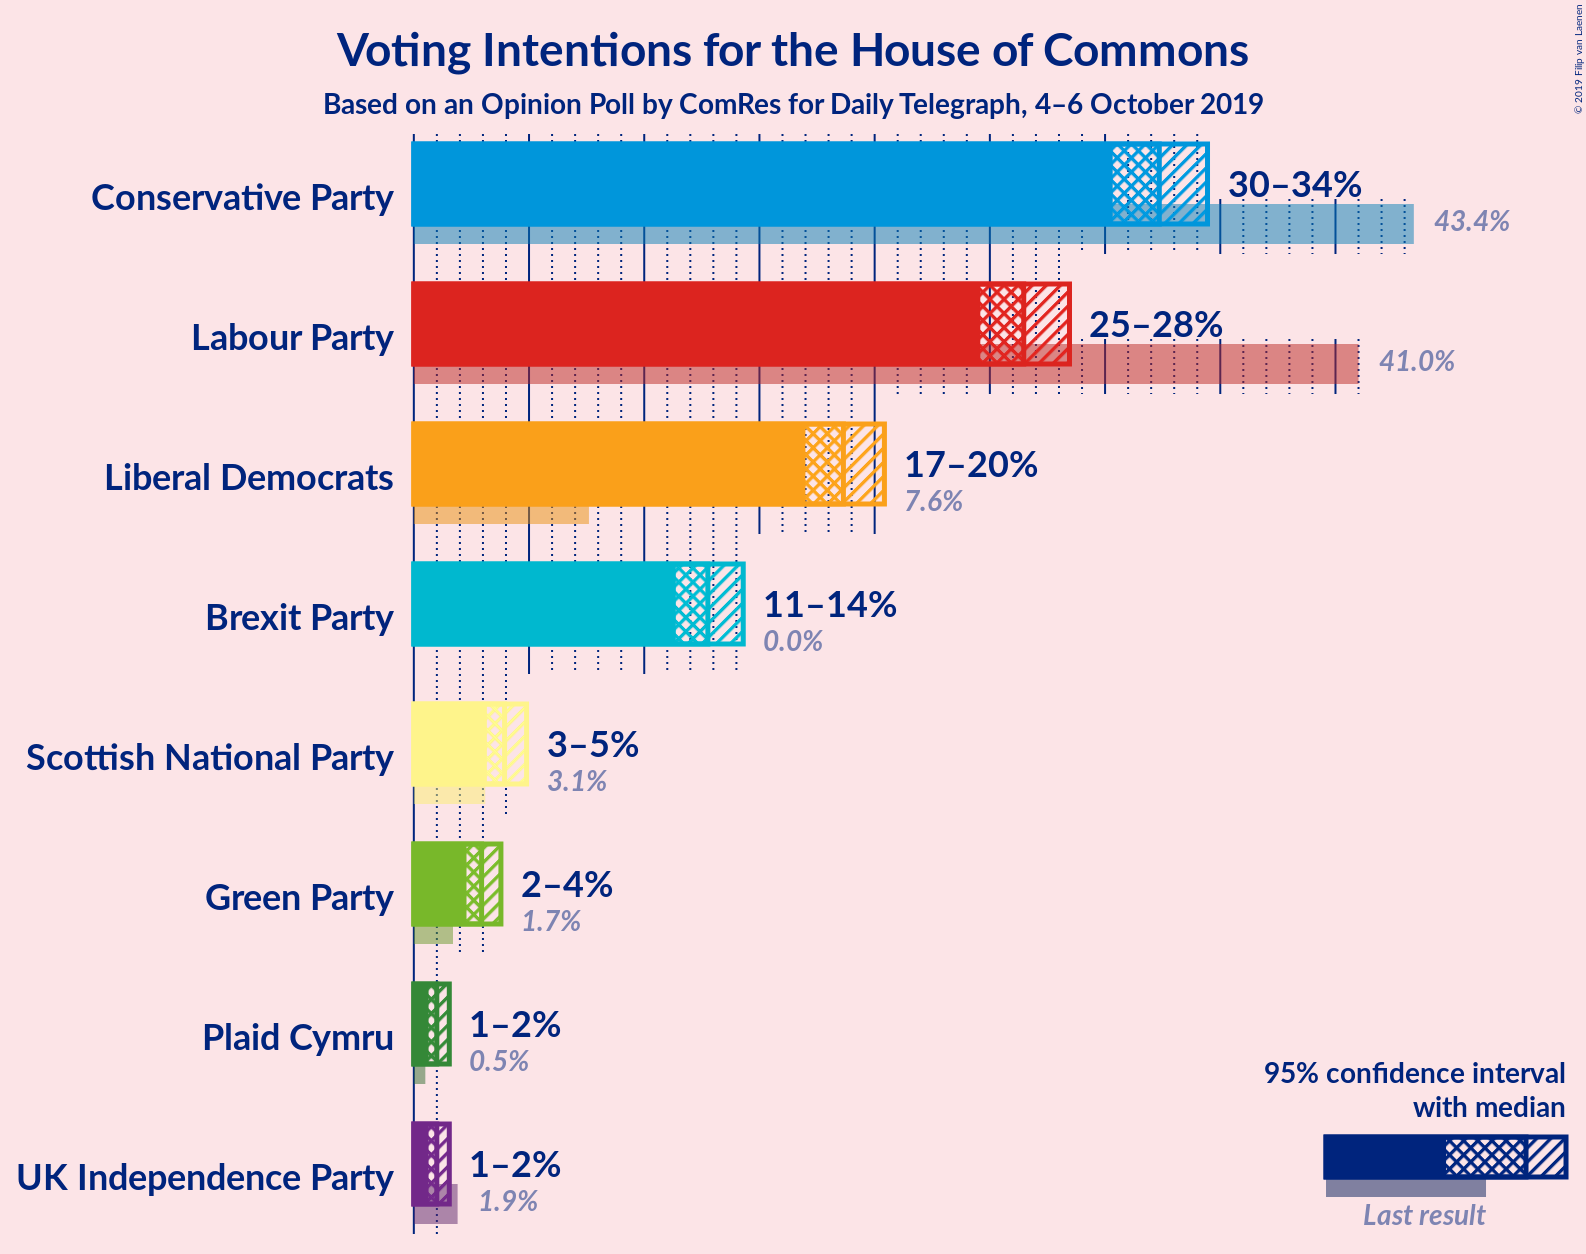 Voting Intentions for the House of Commons
Based on an Opinion Poll by ComRes for Daily Telegraph, 4–6 October 2019
© 2019 Filip van Laenen
Conservative Party
30–34%
43.4%
Labour Party
25–28%
41.0%
Liberal Democrats
17–20%
7.6%
Brexit Party
11–14%
0.0%
Scottish National Party
3–5%
3.1%
Green Party
2–4%
1.7%
Plaid Cymru
1–2%
0.5%
UK Independence Party
1–2%
1.9%
95% confidence interval
with median
Last result